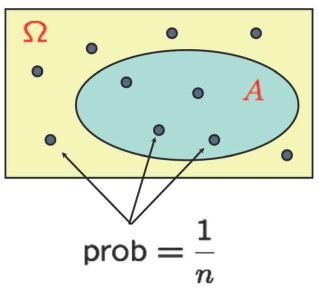 Ω
A
prob = 1/n